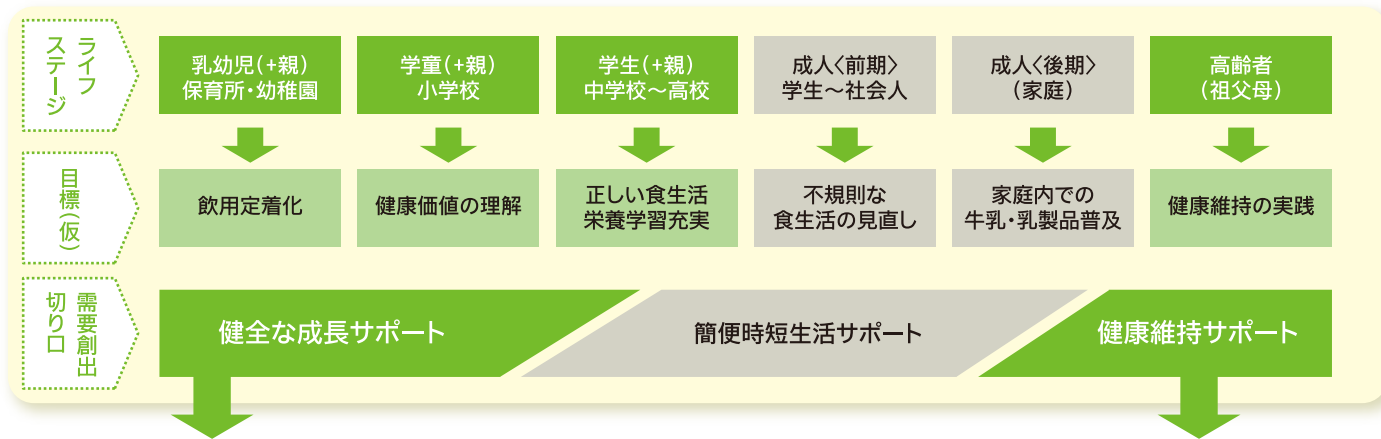 ライフ
ステージ
乳幼児(+親)
保育所・幼稚園
学童(+親)
小学校
学生(+親)
中学校〜高校
成人〈前期〉
学生〜社会人
成人〈後期〉
(家庭)
高齢者
(祖父母)
目標(仮)
飲用定着化
健康価値の理解
正しい食生活
栄養学習充実
不規則な
食生活の見直し
家庭内での
牛乳・乳製品普及
健康維持の実践
需要創出
切り口
健全な成長サポート
簡便時短生活サポート
健康維持サポート